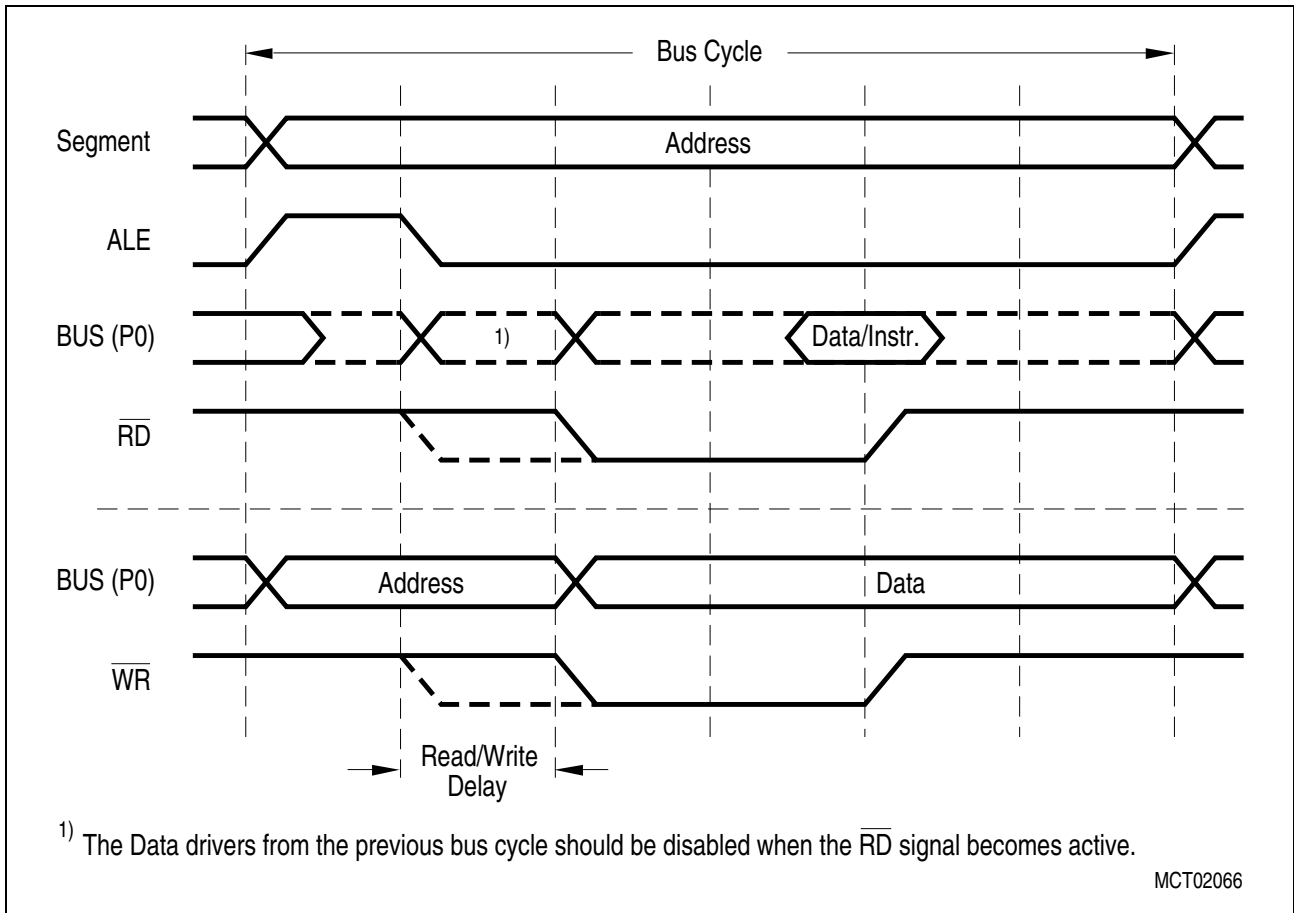 Bus Cycle
Segment
Address
ALE
BUS (P0)
1)
Data/Instr.
RD
BUS (P0)
Address
Data
WR
Read/Write
Delay
1) The Data drivers from the previous bus cycle should be disabled when the RD signal becomes active.
MCT02066